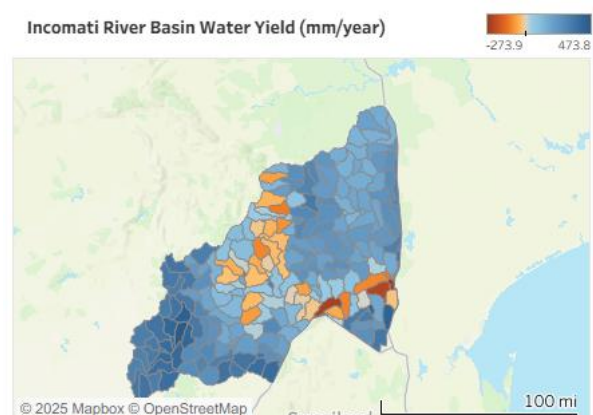 Incomati River Basin Water Yield (mm/year)
-273.9 473.8
100 mi
© 2025 Mapbox © OpenStreetMap